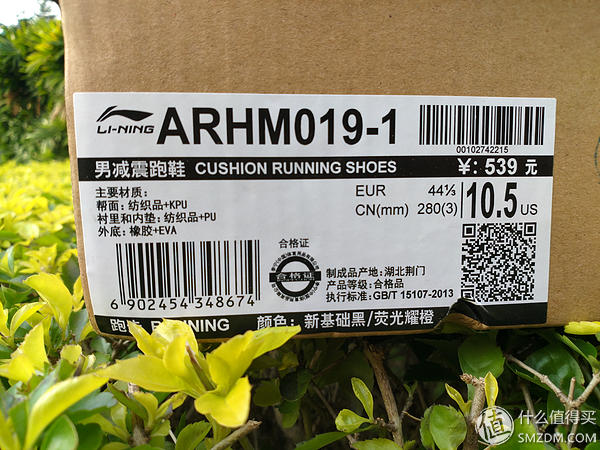 LI-NING ARHM019-1
00102742215
男减震跑鞋 CUSHION RUNNING SHOES ¥: 539 元
主要材质:
帮面: 纺织品+KPU
衬里和内垫: 纺织品+PU
外底: 橡胶+EVA
EUR 44⅓
CN(mm) 280(3)
10.5 US
6 902454 348674
合格证
合格证
制成品产地: 湖北荆门
产品等级: 合格品
执行标准: GB/T 15107-2013
跑 RUNNING 颜色: 新基础黑/荧光耀橙
值 什么值得买
SMZDM.COM